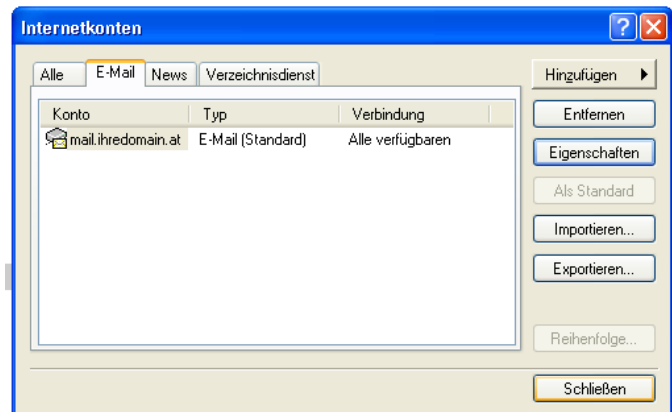 Internetkonten
Alle E-Mail News Verzeichnisdienst
Hinzufügen
Konto Typ Verbindung
mail.ihredomain.at E-Mail (Standard) Alle verfügbaren
Entfernen
Eigenschaften
Als Standard
Importieren...
Exportieren...
Reihenfolge...
Schließen